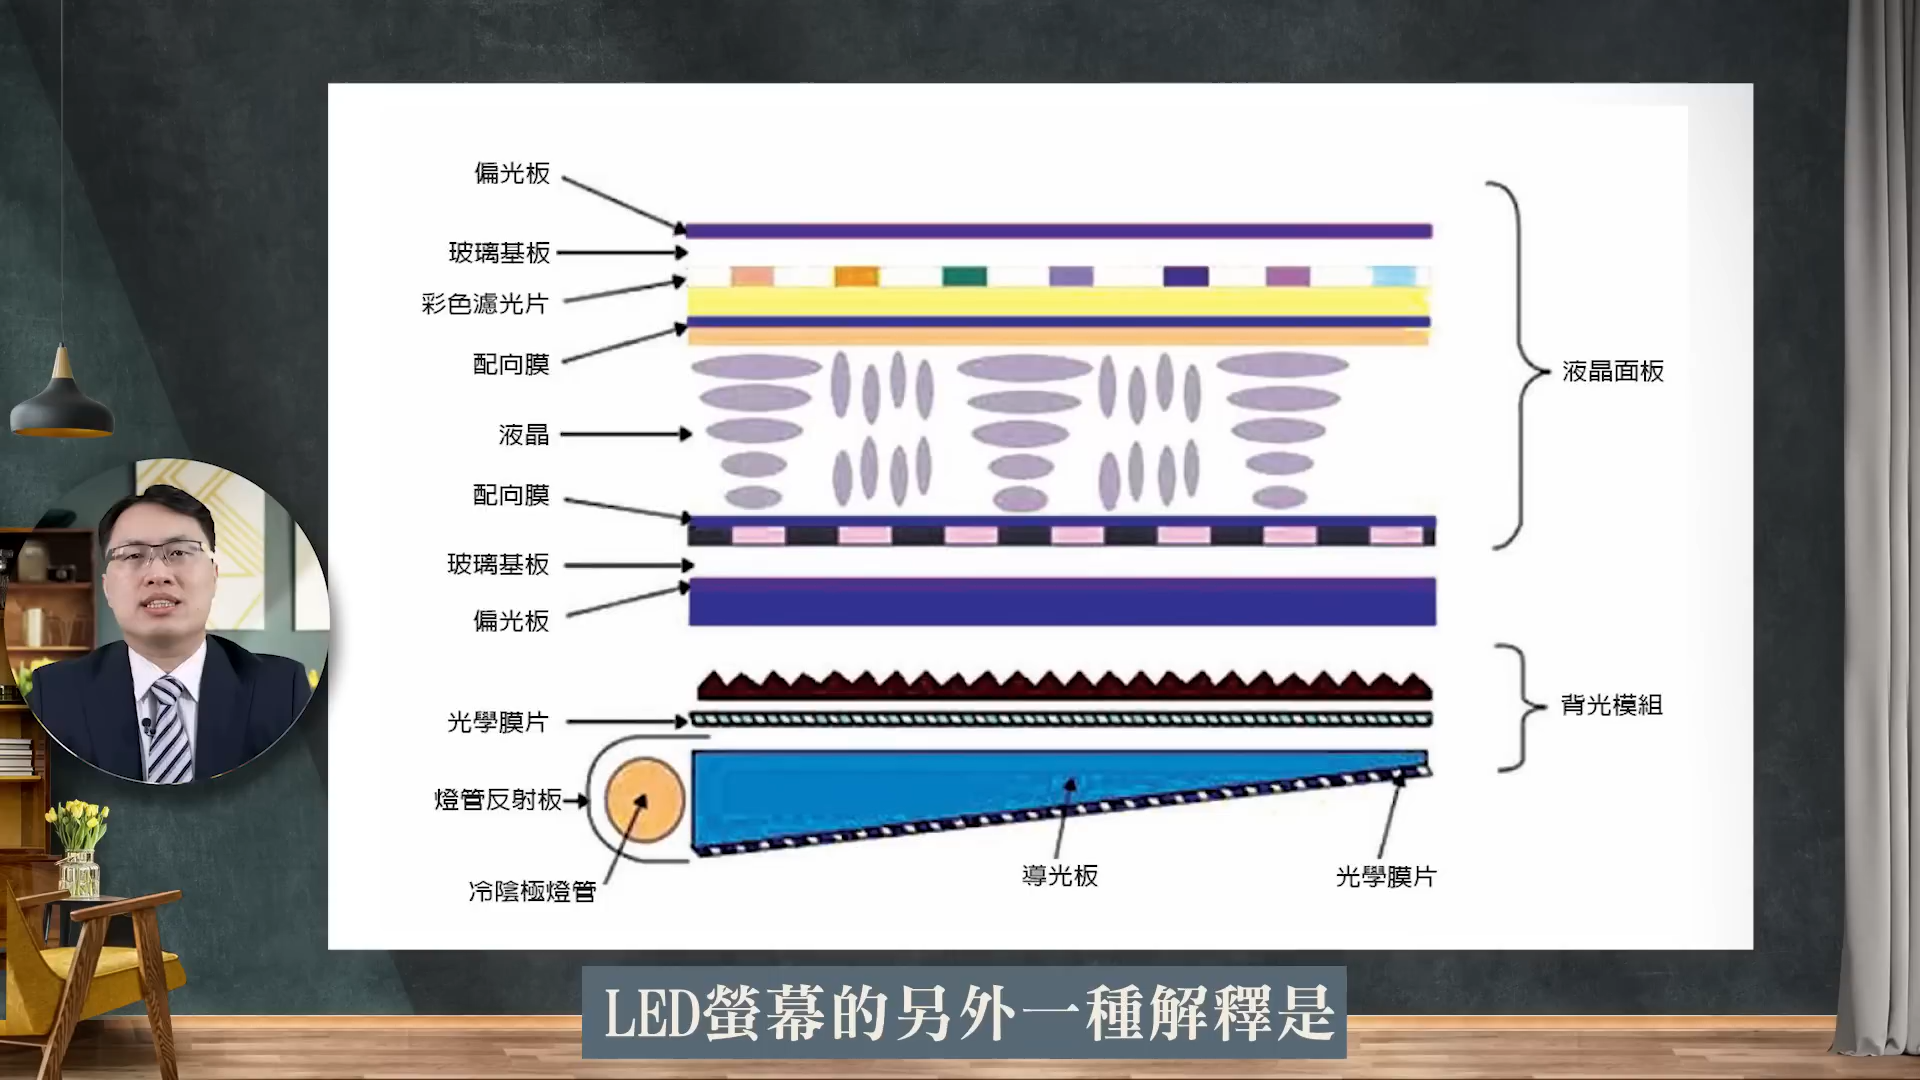 偏光板
玻璃基板
彩色濾光片
配向膜
液晶
配向膜
玻璃基板
偏光板
液晶面板
光學膜片
背光模組
燈管反射板
冷陰極燈管
導光板
光學膜片
LED螢幕的另外一種解釋是